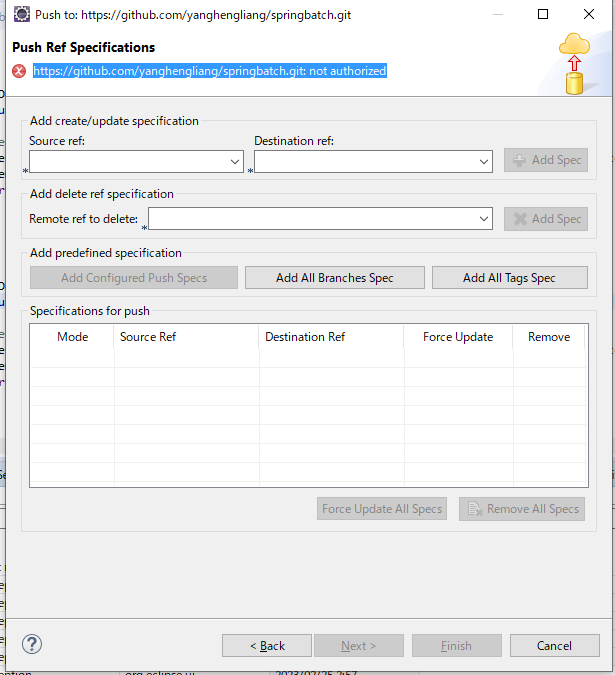 Push to: https://github.com/yanghengliang/springbatch.git
Push Ref Specifications
https://github.com/yanghengliang/springbatch.git: not authorized
Add create/update specification
Source ref:
Destination ref:
*
*
Add Spec
Add delete ref specification
Remote ref to delete:
*
Add Spec
Add predefined specification
Add Configured Push Specs
Add All Branches Spec
Add All Tags Spec
Specifications for push
Mode Source Ref Destination Ref Force Update Remove
Force Update All Specs
Remove All Specs
?
< Back
Next >
Finish
Cancel
org.eclipse.ui